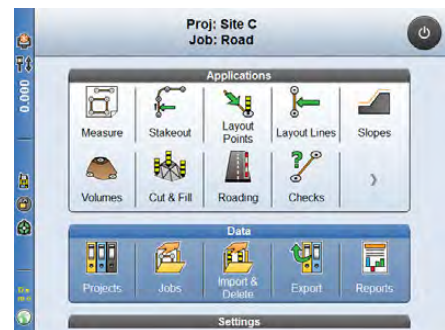 Proj: Site C
Job: Road
0.000
Applications
Measure
Stakeout
Layout
Points
Layout Lines
Slopes
Volumes
Cut & Fill
Roading
Checks
Data
Projects
Jobs
Import &
Delete
Export
Reports
Settings